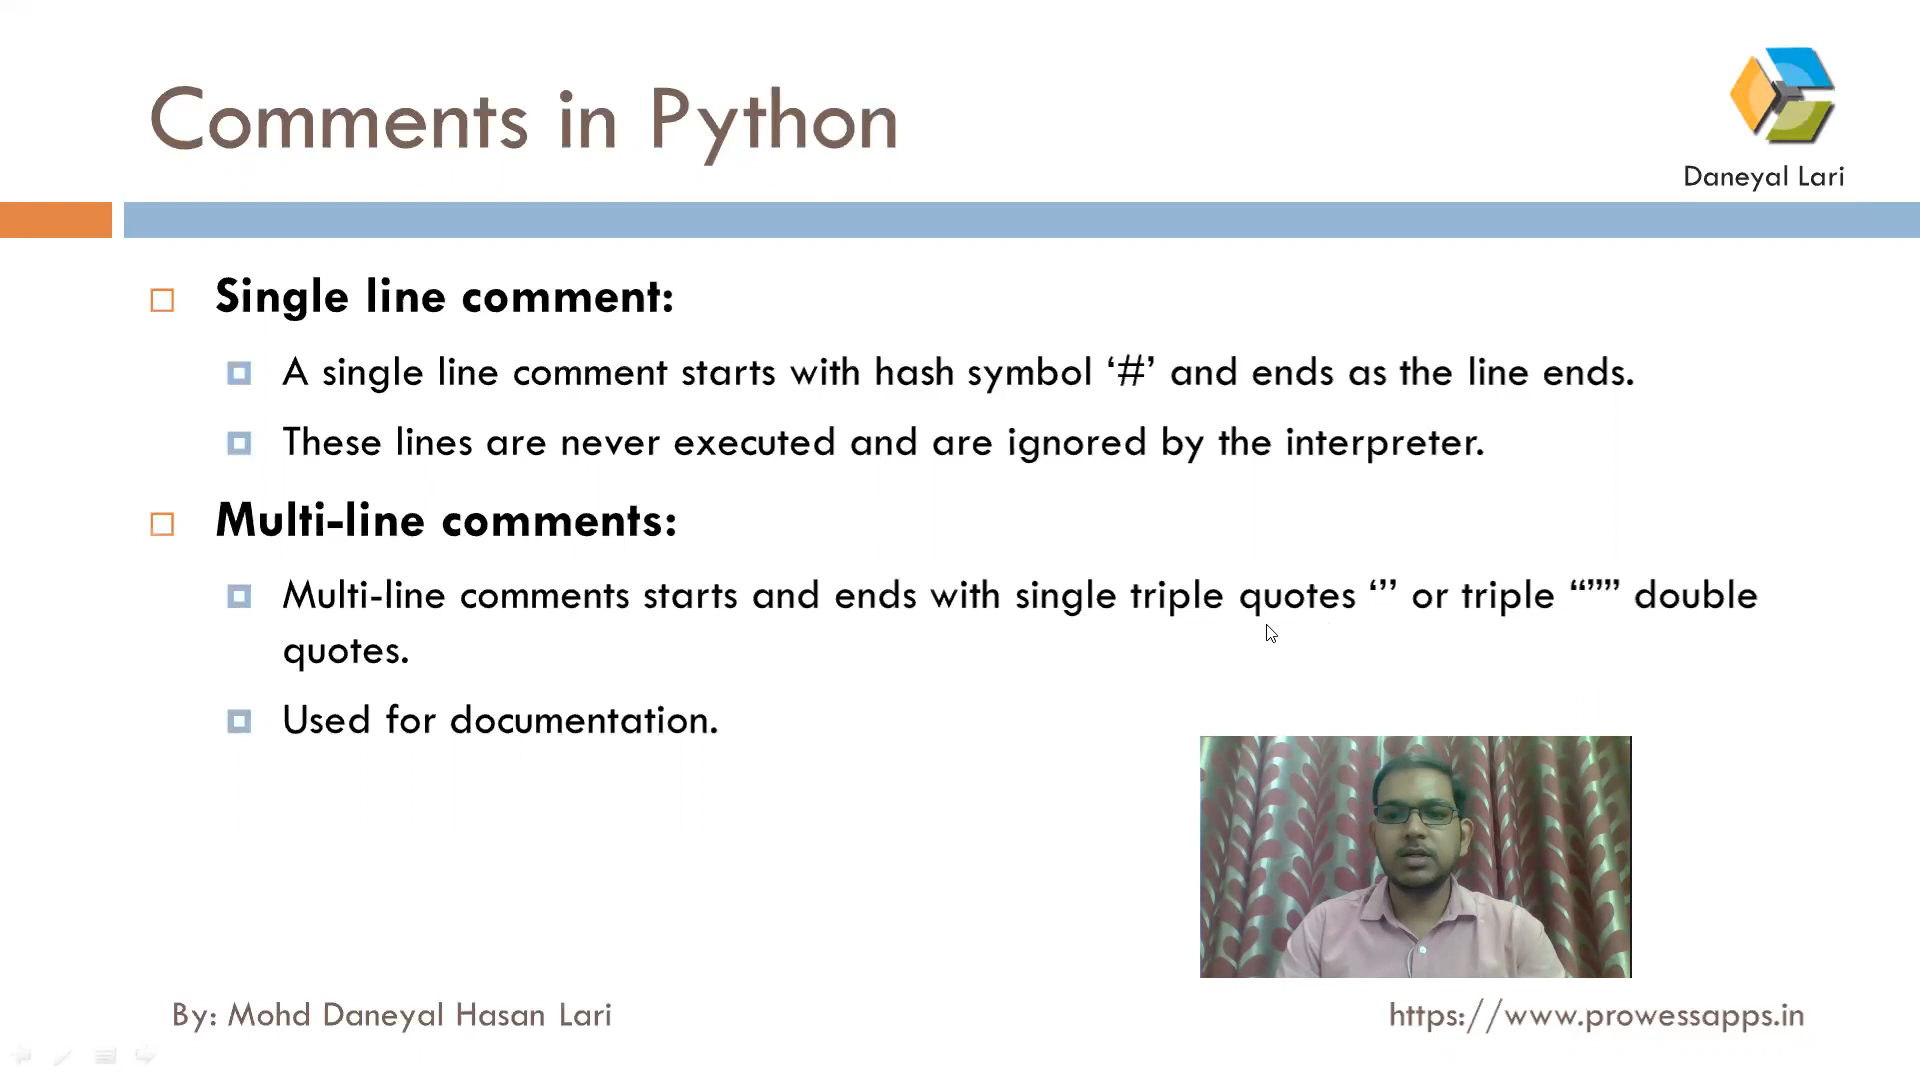 Comments in Python
Daneyal Lari
Single line comment:
A single line comment starts with hash symbol ‘#’ and ends as the line ends.
These lines are never executed and are ignored by the interpreter.
Multi-line comments:
Multi-line comments starts and ends with single triple quotes ‘’’ or triple “””” double
quotes.
Used for documentation.
By: Mohd Daneyal Hasan Lari
https://www.prowessapps.in